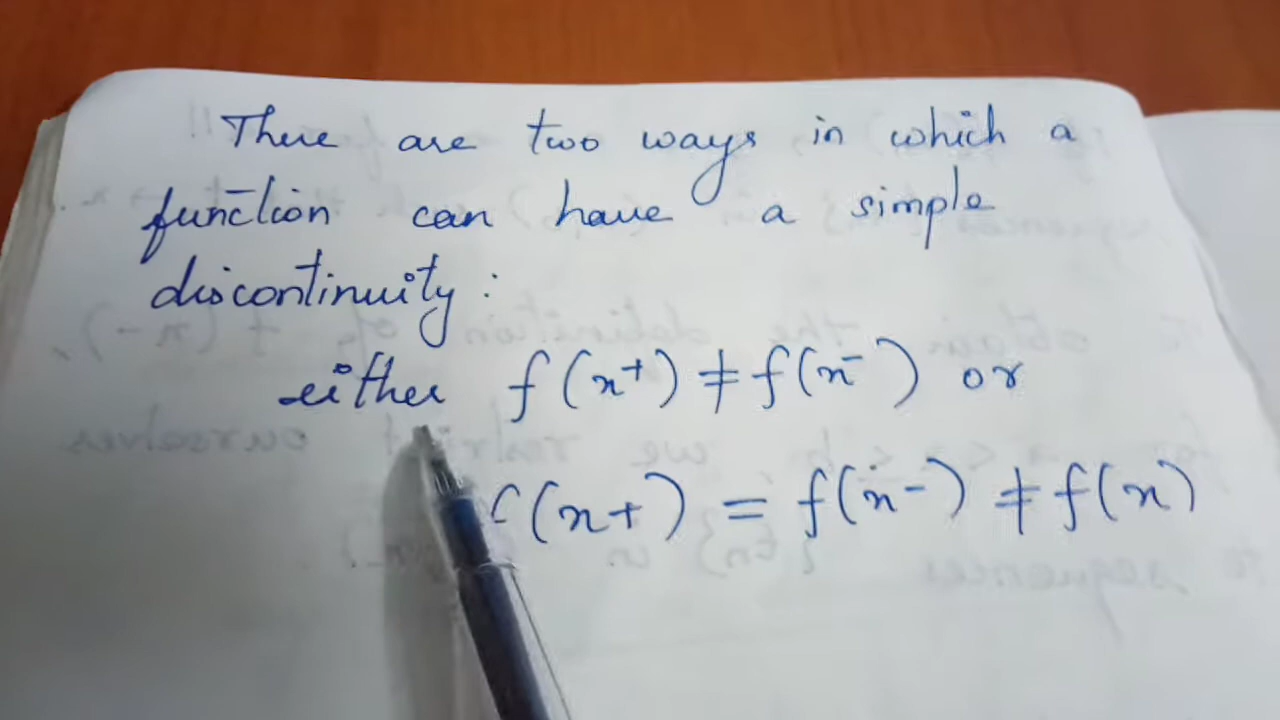 There are two ways in which a
function can have a simple
discontinuity :
either f(x+) ≠ f(x-) or
f(x+) = f(x-) ≠ f(x)